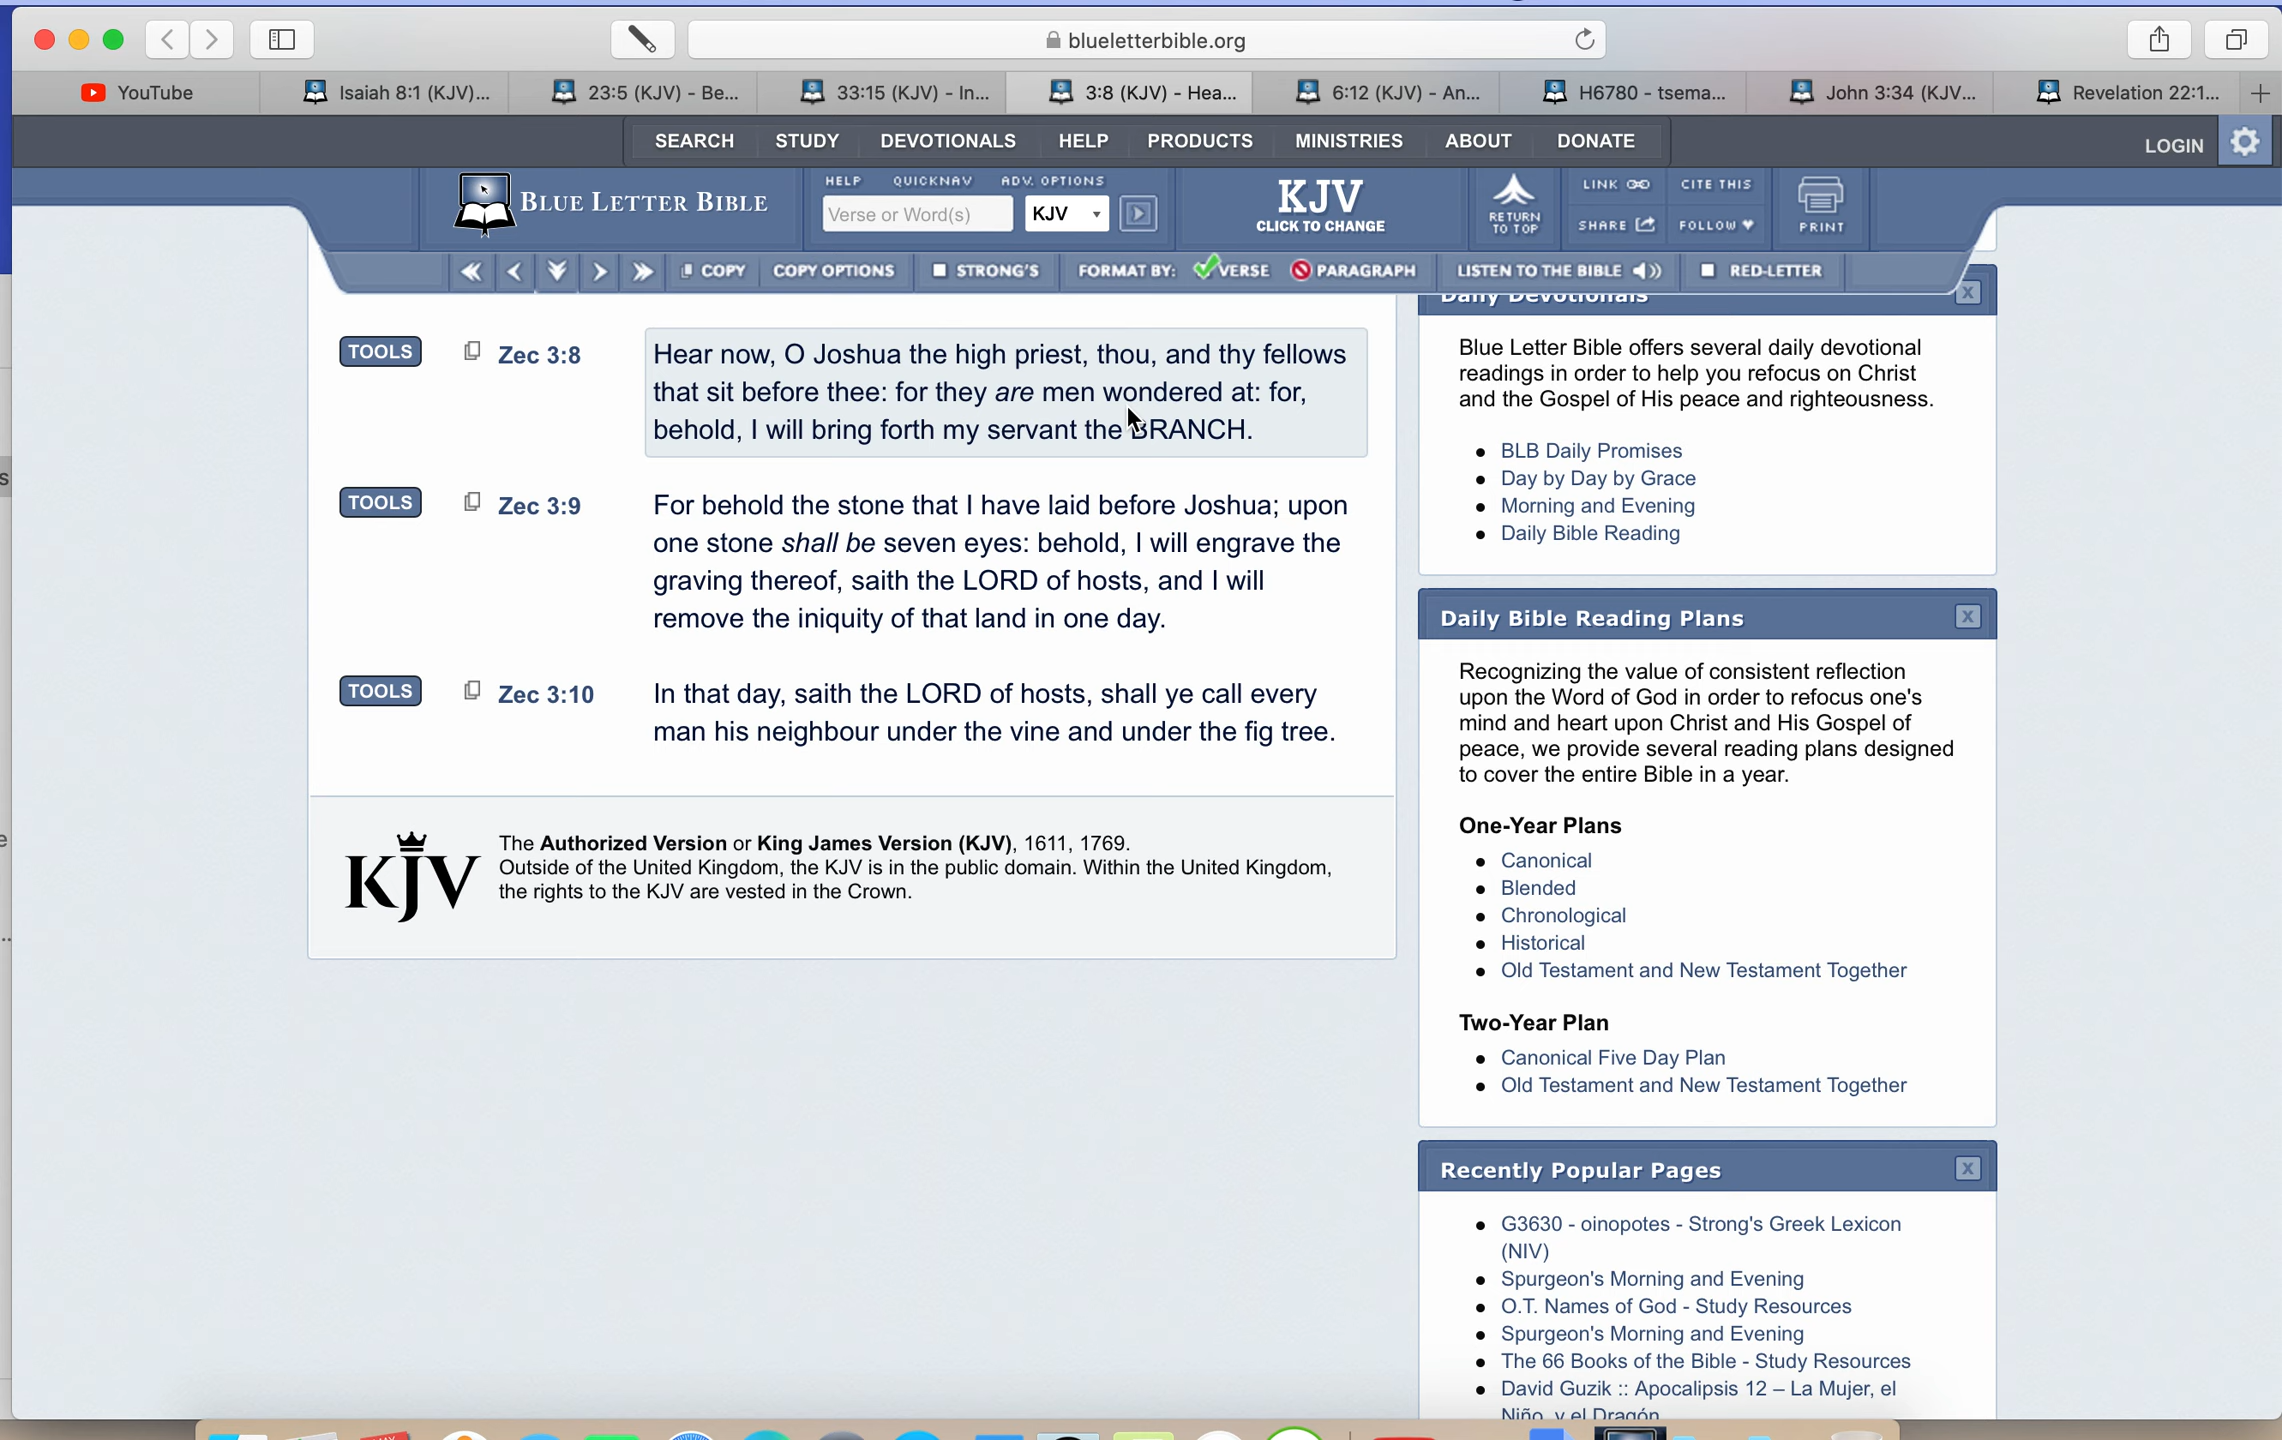 blueletterbible.org
YouTube
Isaiah 8:1 (KJV)...
23:5 (KJV) - Be...
33:15 (KJV) - In...
3:8 (KJV) - Hea...
6:12 (KJV) - An...
H6780 - tsema...
John 3:34 (KJV...
Revelation 22:1...
SEARCH STUDY DEVOTIONALS HELP PRODUCTS MINISTRIES ABOUT DONATE
LOGIN
BLUE LETTER BIBLE
HELP QUICKNAV ADV. OPTIONS
Verse or Word(s)
KJV
KJV
CLICK TO CHANGE
RETURN
TO TOP
LINK
CITE THIS
SHARE
FOLLOW
PRINT
COPY COPY OPTIONS STRONG'S FORMAT BY: VERSE PARAGRAPH LISTEN TO THE BIBLE RED-LETTER
TOOLS
Zec 3:8
Hear now, O Joshua the high priest, thou, and thy fellows
that sit before thee: for they are men wondered at: for,
behold, I will bring forth my servant the BRANCH.
TOOLS
Zec 3:9
For behold the stone that I have laid before Joshua; upon
one stone shall be seven eyes: behold, I will engrave the
graving thereof, saith the LORD of hosts, and I will
remove the iniquity of that land in one day.
TOOLS
Zec 3:10
In that day, saith the LORD of hosts, shall ye call every
man his neighbour under the vine and under the fig tree.
KJV
The Authorized Version or King James Version (KJV), 1611, 1769.
Outside of the United Kingdom, the KJV is in the public domain. Within the United Kingdom,
the rights to the KJV are vested in the Crown.
Daily Devotionals
X
Blue Letter Bible offers several daily devotional
readings in order to help you refocus on Christ
and the Gospel of His peace and righteousness.
BLB Daily Promises
Day by Day by Grace
Morning and Evening
Daily Bible Reading
Daily Bible Reading Plans
X
Recognizing the value of consistent reflection
upon the Word of God in order to refocus one's
mind and heart upon Christ and His Gospel of
peace, we provide several reading plans designed
to cover the entire Bible in a year.
One-Year Plans
Canonical
Blended
Chronological
Historical
Old Testament and New Testament Together
Two-Year Plan
Canonical Five Day Plan
Old Testament and New Testament Together
Recently Popular Pages
X
G3630 - oinopotes - Strong's Greek Lexicon
(NIV)
Spurgeon's Morning and Evening
O.T. Names of God - Study Resources
Spurgeon's Morning and Evening
The 66 Books of the Bible - Study Resources
David Guzik :: Apocalipsis 12 – La Mujer, el
Niño, y el Dragón